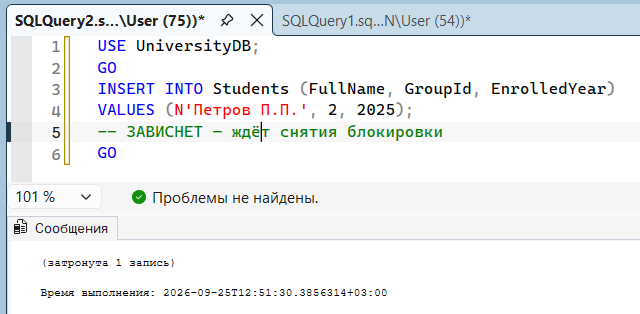 SQLQuery2.s...\User (75))*
SQLQuery1.sq...N\User (54))*
1 USE UniversityDB;
2 GO
3 INSERT INTO Students (FullName, GroupId, EnrolledYear)
4 VALUES (N'Петров П.П.', 2, 2025);
5 -- ЗАВИСНЕТ — ждёт снятия блокировки
6 GO
101 %
Проблемы не найдены.
Сообщения
(затронута 1 запись)
Время выполнения: 2026-09-25T12:51:30.3856314+03:00